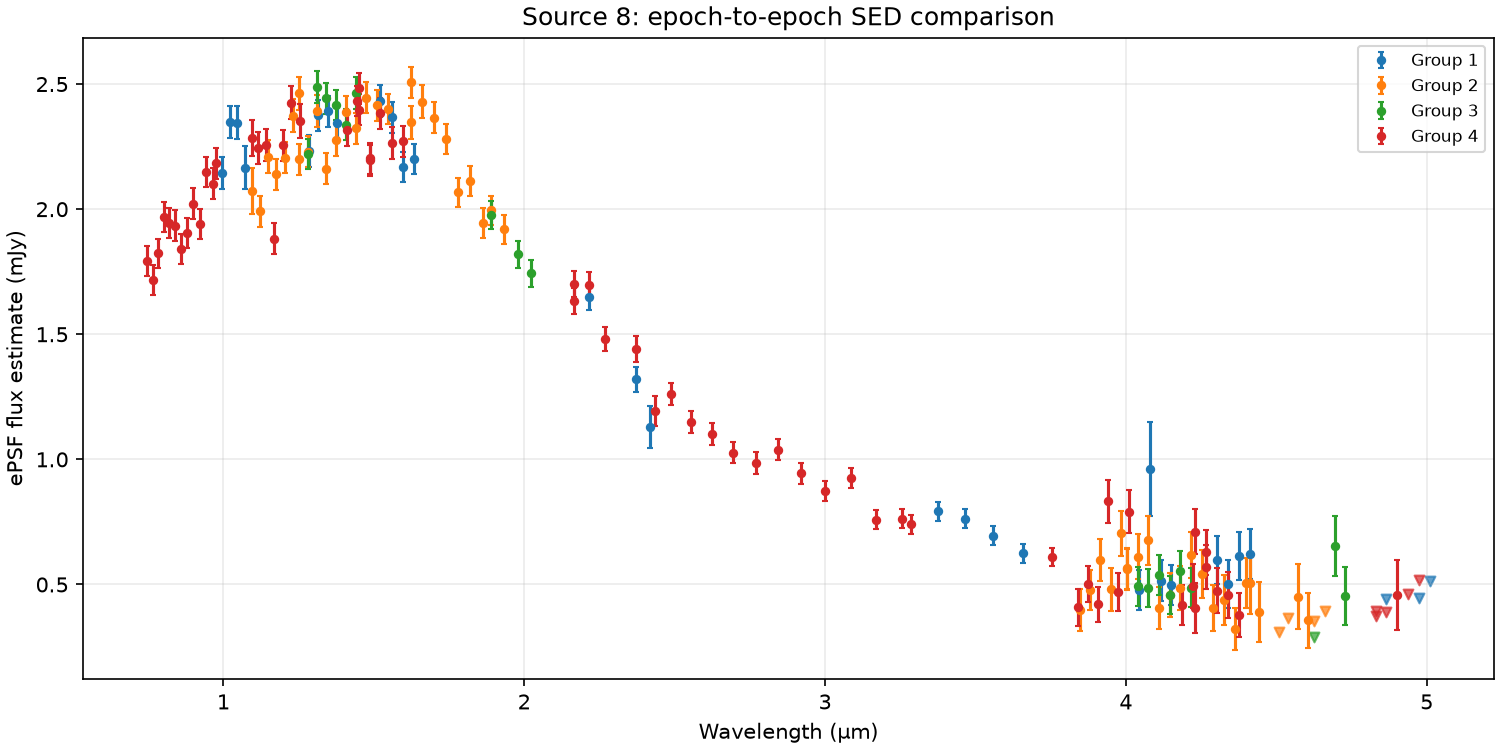 Source 8: epoch-to-epoch SED comparison
ePSF flux estimate (mJy)
2.5
2.0
1.5
1.0
0.5
Group 1
Group 2
Group 3
Group 4
1 2 3 4 5
Wavelength (μm)